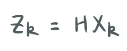 Zₖ = HXₖ